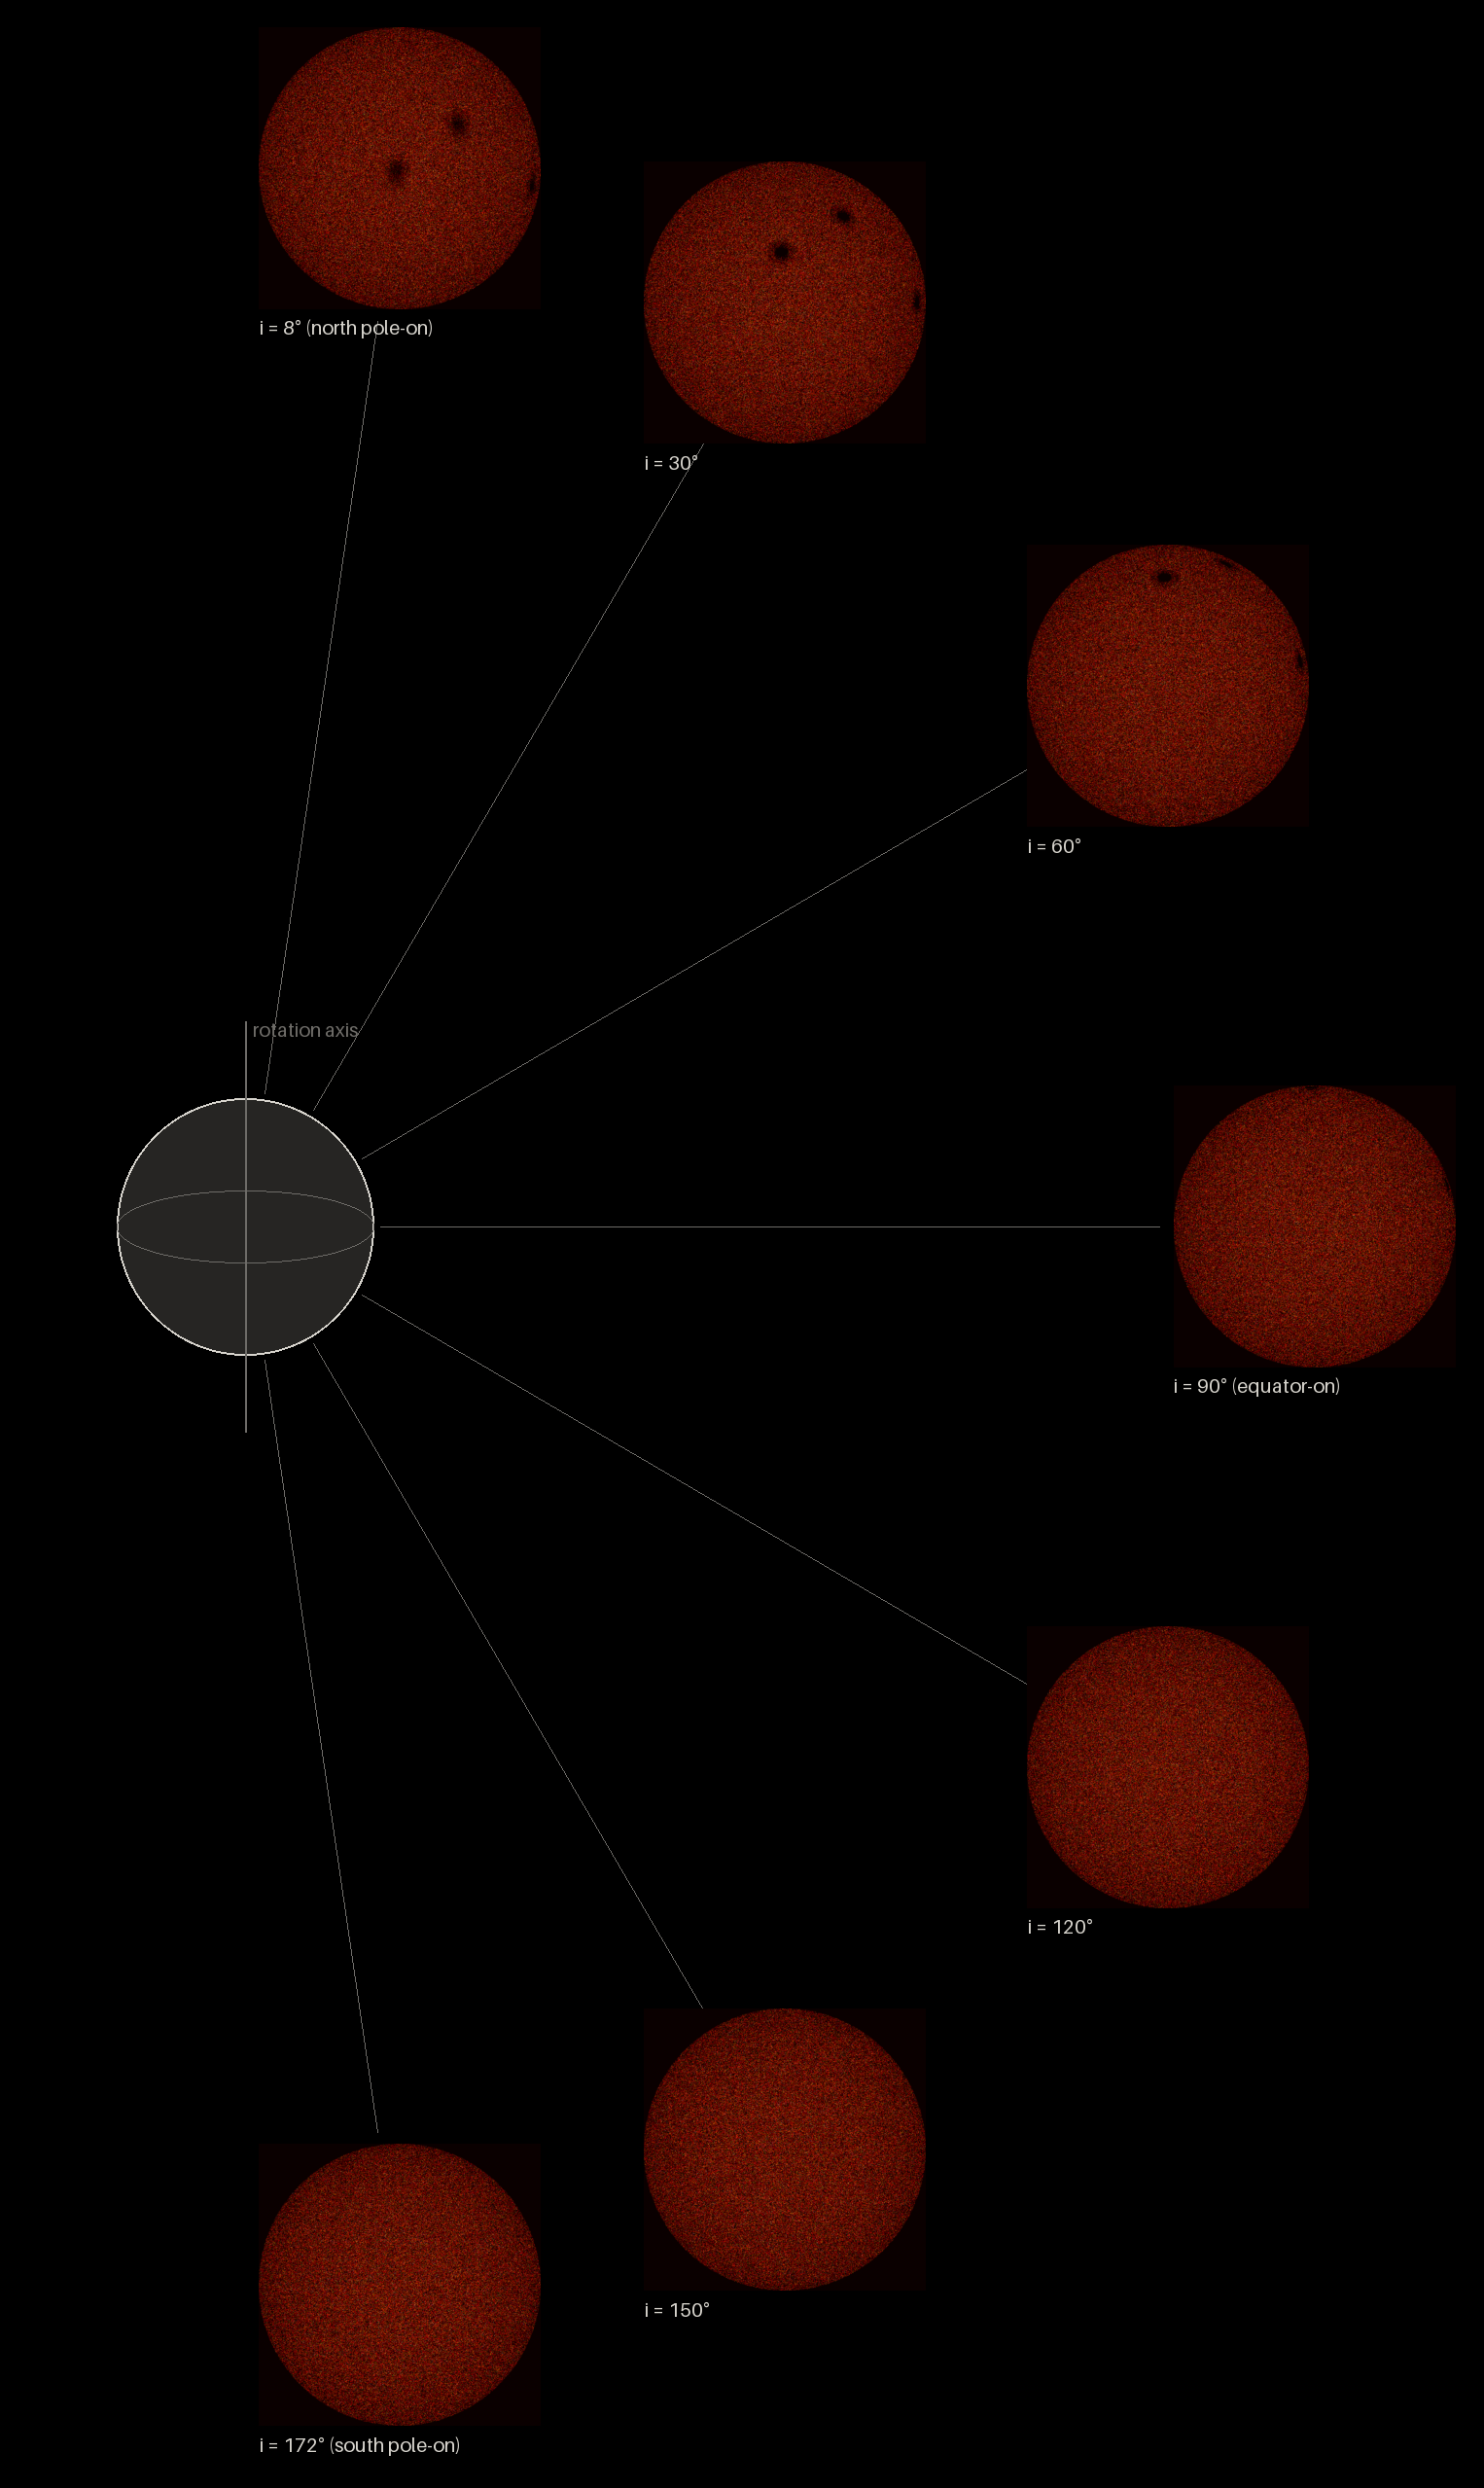 i = 8° (north pole-on)
i = 30°
i = 60°
rotation axis
i = 90° (equator-on)
i = 120°
i = 150°
i = 172° (south pole-on)